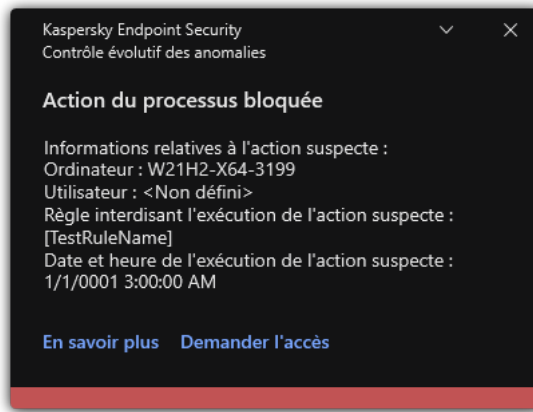 Kaspersky Endpoint Security
Contrôle évolutif des anomalies
Action du processus bloquée
Informations relatives à l'action suspecte :
Ordinateur : W21H2-X64-3199
Utilisateur : <Non défini>
Règle interdisant l'exécution de l'action suspecte :
[TestRuleName]
Date et heure de l'exécution de l'action suspecte :
1/1/0001 3:00:00 AM
En savoir plus Demander l'accès